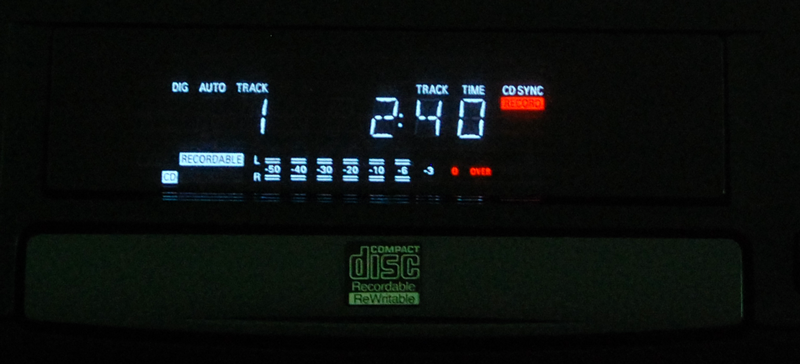 DIG AUTO TRACK TRACK TIME CD SYNC
RECORD
1 2:40
RECORDABLE L
-50 -40 -30 -20 -10 -6 -3 0 OVER
CD R
COMPACT
disc
Recordable
ReWritable